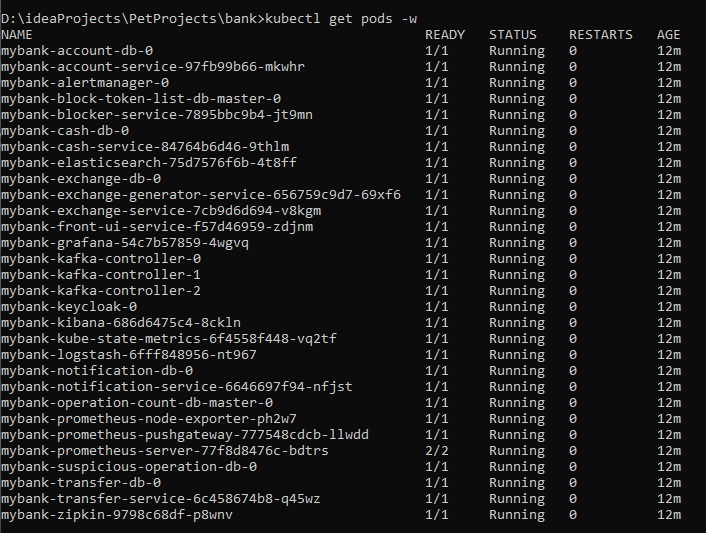 D:\ideaProjects\PetProjects\bank>kubectl get pods -w
NAME READY STATUS RESTARTS AGE
mybank-account-db-0 1/1 Running 0 12m
mybank-account-service-97fb99b66-mkwhr 1/1 Running 0 12m
mybank-alertmanager-0 1/1 Running 0 12m
mybank-block-token-list-db-master-0 1/1 Running 0 12m
mybank-blocker-service-7895bbc9b4-jt9mn 1/1 Running 0 12m
mybank-cash-db-0 1/1 Running 0 12m
mybank-cash-service-84764b6d46-9thlm 1/1 Running 0 12m
mybank-elasticsearch-75d7576f6b-4t8ff 1/1 Running 0 12m
mybank-exchange-db-0 1/1 Running 0 12m
mybank-exchange-generator-service-656759c9d7-69xf6 1/1 Running 0 12m
mybank-exchange-service-7cb9d6d694-v8kgm 1/1 Running 0 12m
mybank-front-ui-service-f57d46959-zdjnm 1/1 Running 0 12m
mybank-grafana-54c7b57859-4wgvq 1/1 Running 0 12m
mybank-kafka-controller-0 1/1 Running 0 12m
mybank-kafka-controller-1 1/1 Running 0 12m
mybank-kafka-controller-2 1/1 Running 0 12m
mybank-keycloak-0 1/1 Running 0 12m
mybank-kibana-686d6475c4-8ckln 1/1 Running 0 12m
mybank-kube-state-metrics-6f4558f448-vq2tf 1/1 Running 0 12m
mybank-logstash-6fff848956-nt967 1/1 Running 0 12m
mybank-notification-db-0 1/1 Running 0 12m
mybank-notification-service-6646697f94-nfjst 1/1 Running 0 12m
mybank-operation-count-db-master-0 1/1 Running 0 12m
mybank-prometheus-node-exporter-ph2w7 1/1 Running 0 12m
mybank-prometheus-pushgateway-777548cdcb-llwdd 1/1 Running 0 12m
mybank-prometheus-server-77f8d8476c-bdtrs 2/2 Running 0 12m
mybank-suspicious-operation-db-0 1/1 Running 0 12m
mybank-transfer-db-0 1/1 Running 0 12m
mybank-transfer-service-6c458674b8-q45wz 1/1 Running 0 12m
mybank-zipkin-9798c68df-p8wnv 1/1 Running 0 12m